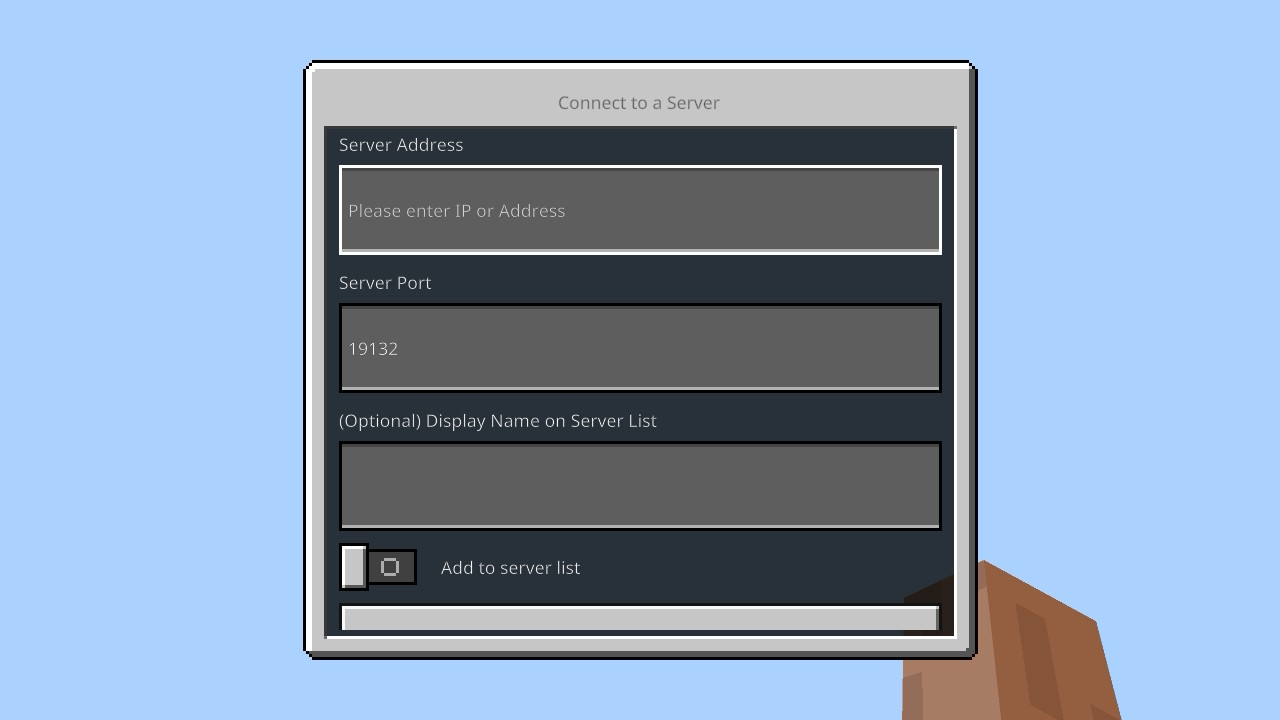 Connect to a Server
Server Address
Please enter IP or Address
Server Port
19132
(Optional) Display Name on Server List
Add to server list